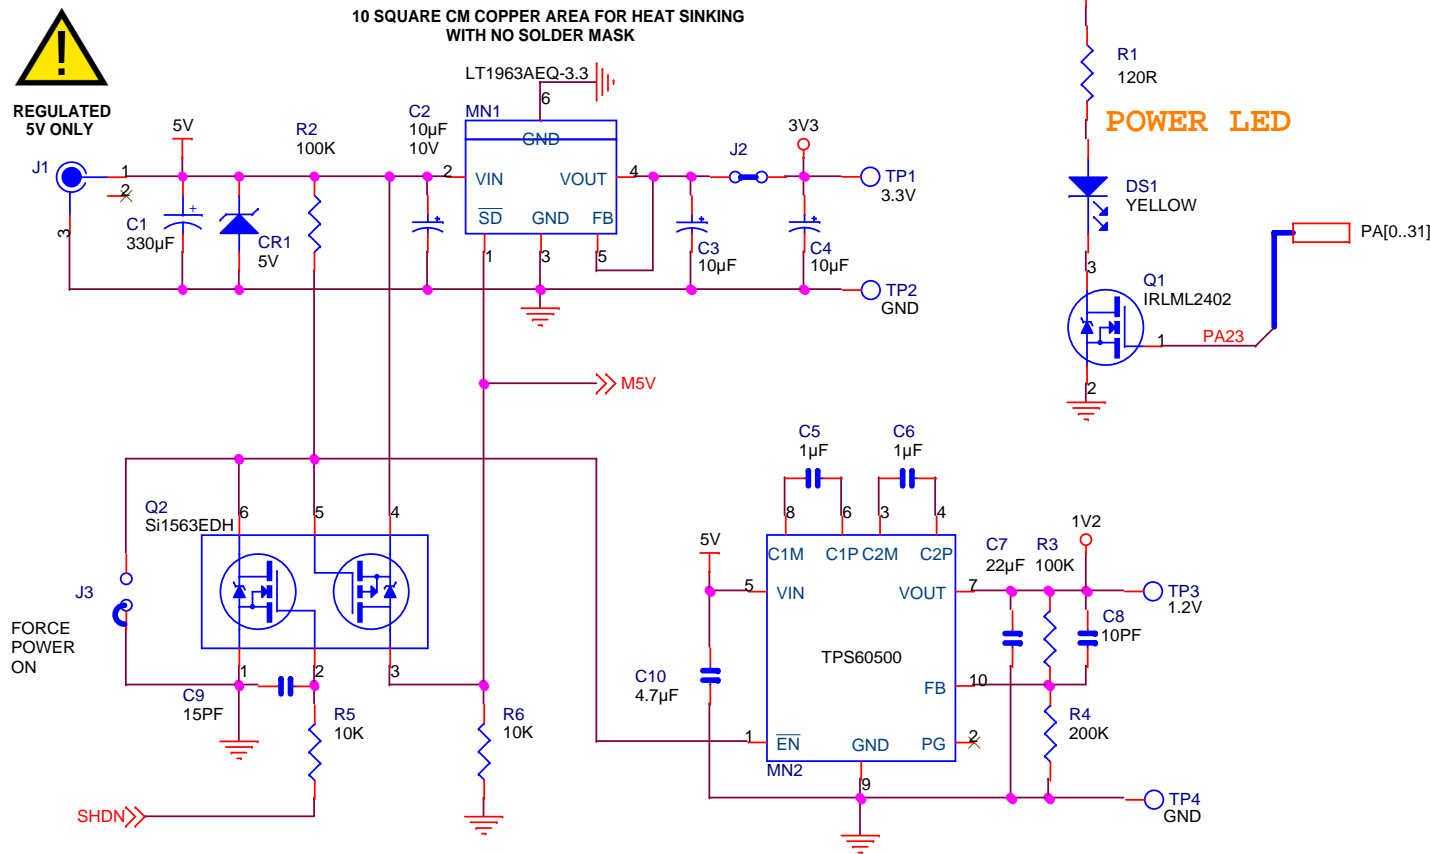 10 SQUARE CM COPPER AREA FOR HEAT SINKING
WITH NO SOLDER MASK
!
REGULATED
5V ONLY
LT1963AEQ-3.3
6
MN1
GND
VIN
VOUT
SD
GND
FB
2
4
1
3
5
J1
1
2
3
5V
C1
330µF
+
CR1
5V
R2
100K
C2
10µF
10V
+
J2
3V3
TP1
3.3V
C3
10µF
+
C4
10µF
+
TP2
GND
R1
120R
POWER LED
DS1
YELLOW
PA[0..31]
3
Q1
IRLML2402
1
PA23
2
M5V
Q2
Si1563EDH
6
5
4
1
2
3
J3
FORCE
POWER
ON
C9
15PF
R5
10K
R6
10K
SHDN
C5
1µF
C6
1µF
8
6
3
4
C1M
C1P
C2M
C2P
5V
5
VIN
VOUT
7
TPS60500
C10
4.7µF
FB
10
1
EN
GND
PG
2
MN2
9
C7
22µF
R3
100K
1V2
TP3
1.2V
C8
10PF
R4
200K
TP4
GND